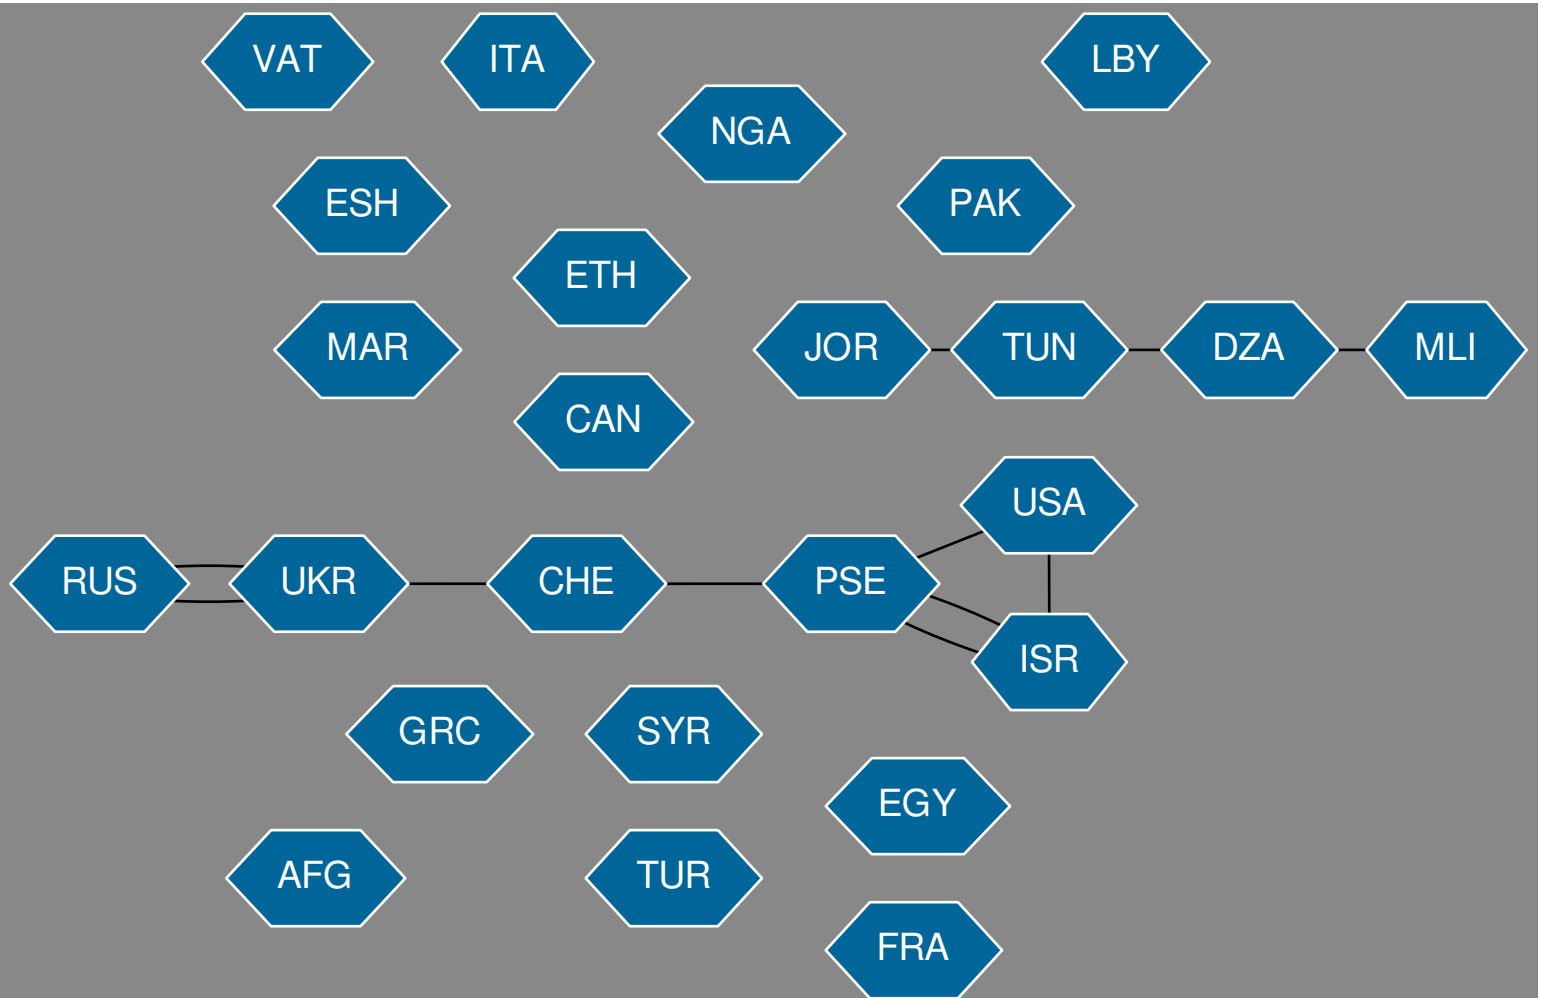 VAT
ITA
LBY
NGA
ESH
PAK
ETH
MAR
JOR
TUN
DZA
MLI
CAN
USA
RUS
UKR
CHE
PSE
ISR
GRC
SYR
EGY
AFG
TUR
FRA